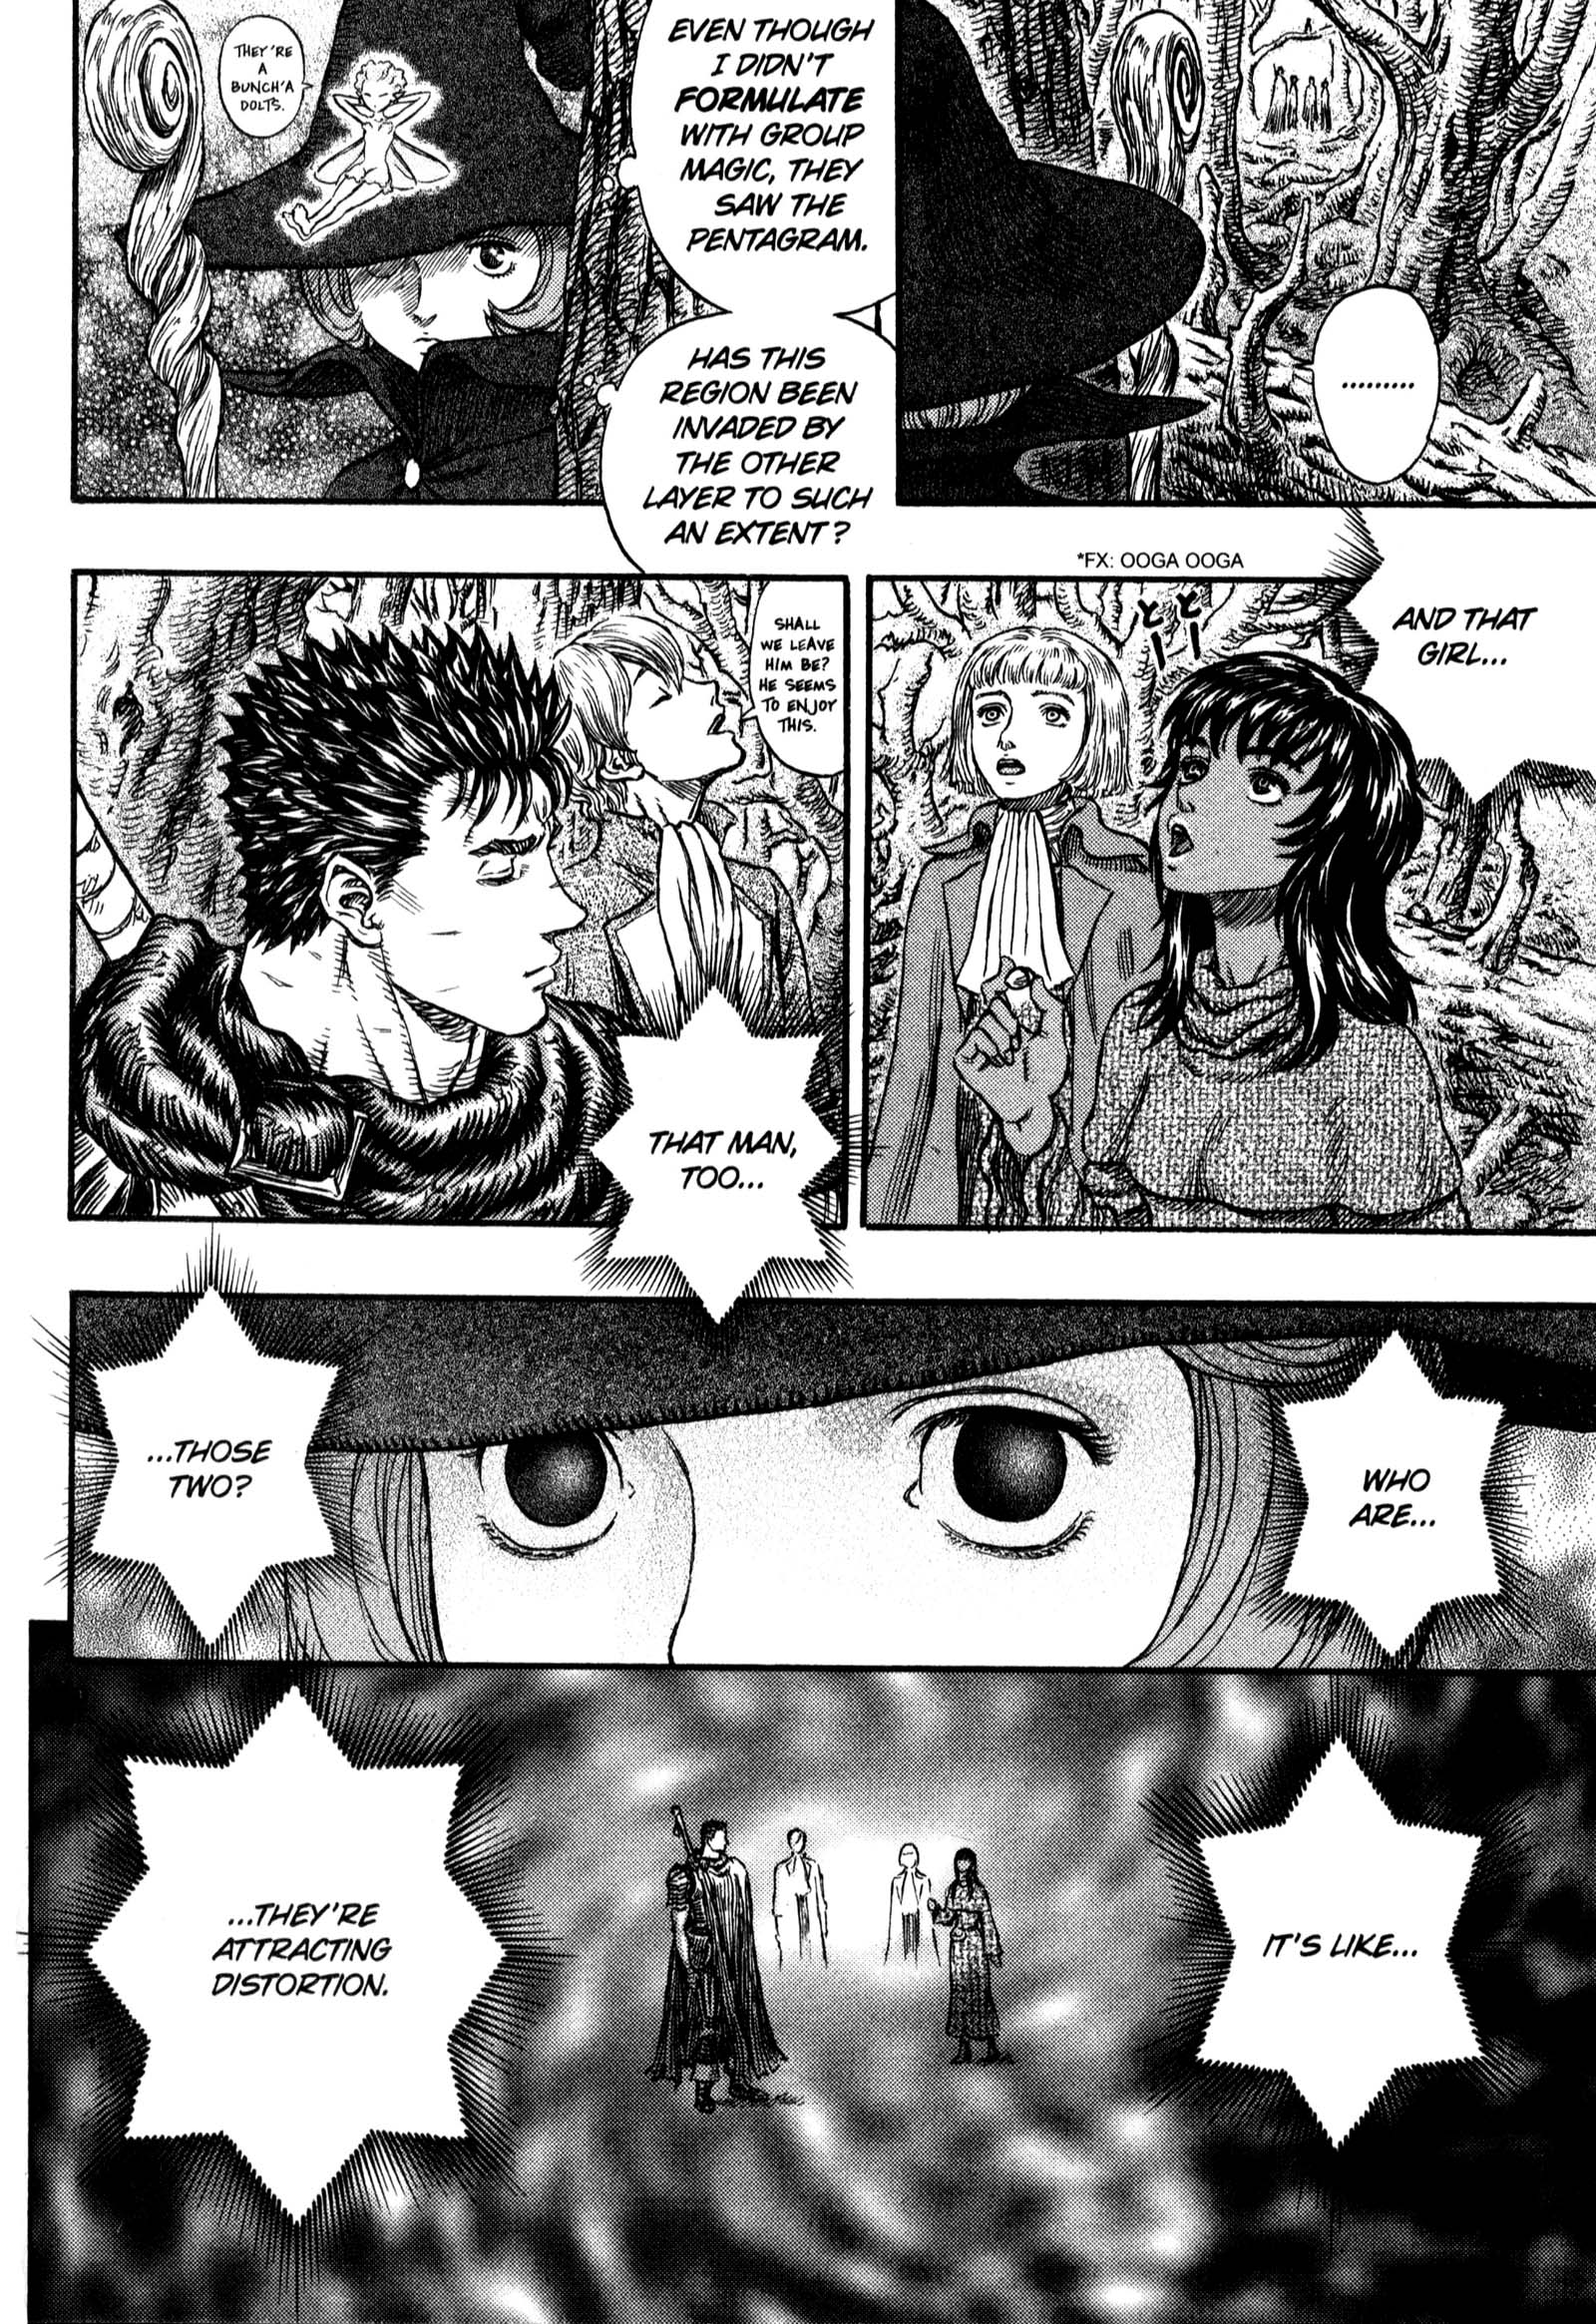 .........
EVEN THOUGH
I DIDN'T
FORMULATE
WITH GROUP
MAGIC, THEY
SAW THE
PENTAGRAM.
HAS THIS
REGION BEEN
INVADED BY
THE OTHER
LAYER TO SUCH
AN EXTENT?
THEY'RE
A
BUNCH'A
DOLTS.
*FX: OOGA OOGA
AND THAT
GIRL...
とーとー
SHALL
WE LEAVE
HIM BE?
HE SEEMS
TO ENJOY
THIS.
THAT MAN,
TOO...
WHO
ARE...
...THOSE
TWO?
IT'S LIKE...
...THEY'RE
ATTRACTING
DISTORTION.